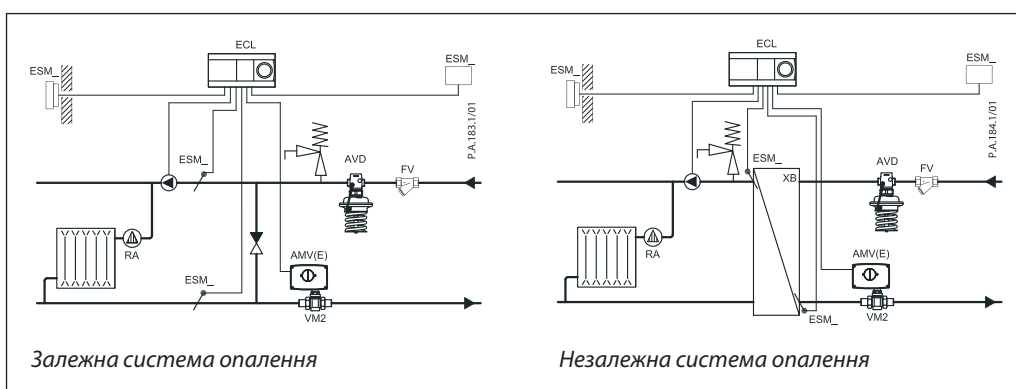 ECL
ESM_
ESM_
P.A.183.1/01
ESM_
AVD
FV
RA
AMV(E)
ESM_
VM2
Залежна система опалення
ECL
ESM_
ESM_
P.A.184.1/01
ESM_
XB
AVD
FV
RA
AMV(E)
ESM_
VM2
Незалежна система опалення